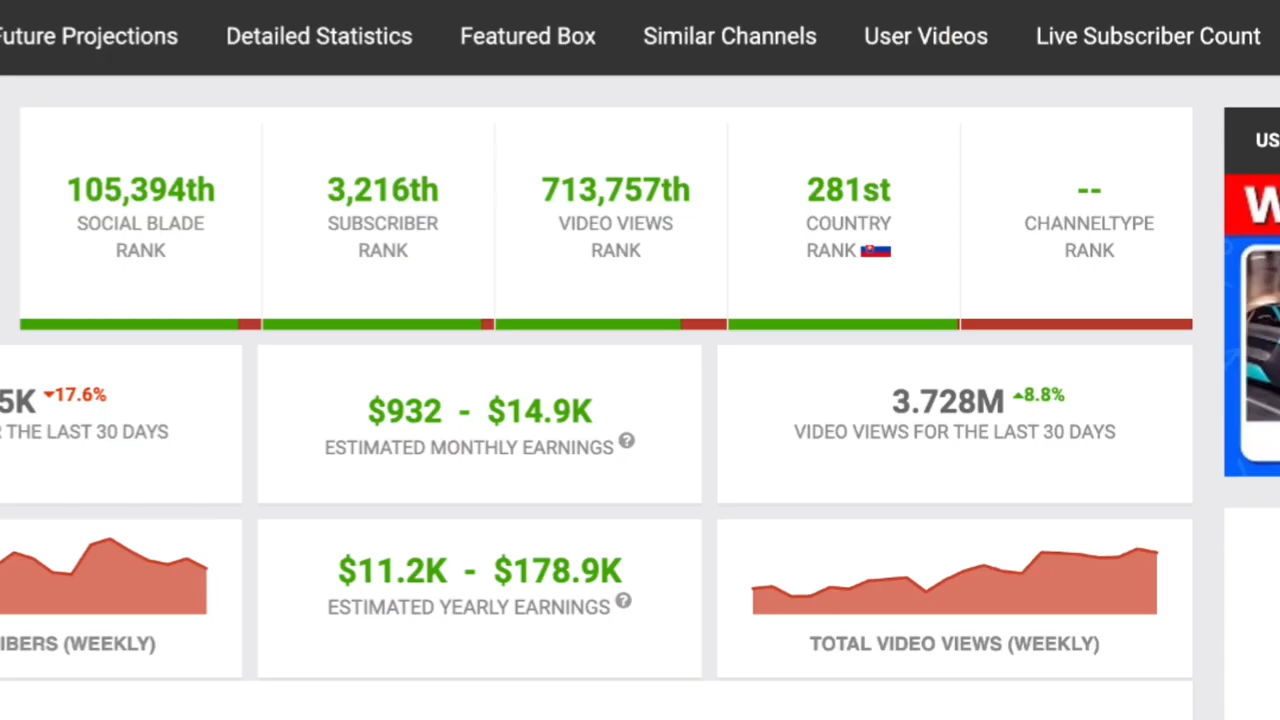 Future Projections
Detailed Statistics
Featured Box
Similar Channels
User Videos
Live Subscriber Count
105,394th
SOCIAL BLADE
RANK
3,216th
SUBSCRIBER
RANK
713,757th
VIDEO VIEWS
RANK
281st
COUNTRY
RANK
--
CHANNELTYPE
RANK
US
W
5K 17.6%
THE LAST 30 DAYS
$932 - $14.9K
ESTIMATED MONTHLY EARNINGS ?
3.728M 8.8%
VIDEO VIEWS FOR THE LAST 30 DAYS
IBERS (WEEKLY)
$11.2K - $178.9K
ESTIMATED YEARLY EARNINGS ?
TOTAL VIDEO VIEWS (WEEKLY)